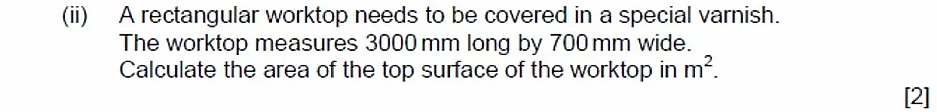 (ii) A rectangular worktop needs to be covered in a special varnish.
The worktop measures 3000 mm long by 700 mm wide.
Calculate the area of the top surface of the worktop in m².
[2]